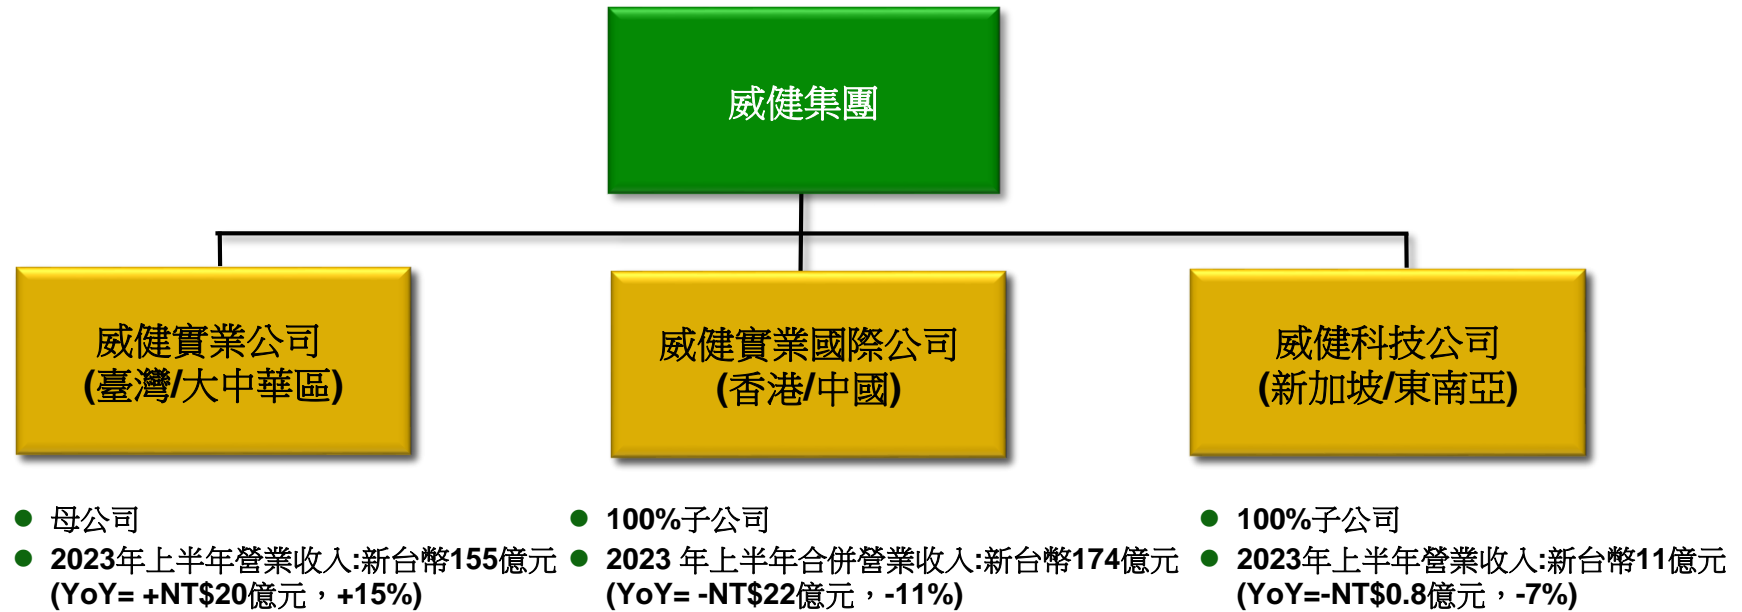 威健集團
威健實業公司
(臺灣/大中華區)
威健實業國際公司
(香港/中國)
威健科技公司
(新加坡/東南亞)
● 母公司
● 2023年上半年營業收入:新台幣155億元
(YoY= +NT$20億元，+15%)
● 100%子公司
● 2023 年上半年合併營業收入:新台幣174億元
(YoY= -NT$22億元，-11%)
● 100%子公司
● 2023年上半年營業收入:新台幣11億元
(YoY=-NT$0.8億元，-7%)